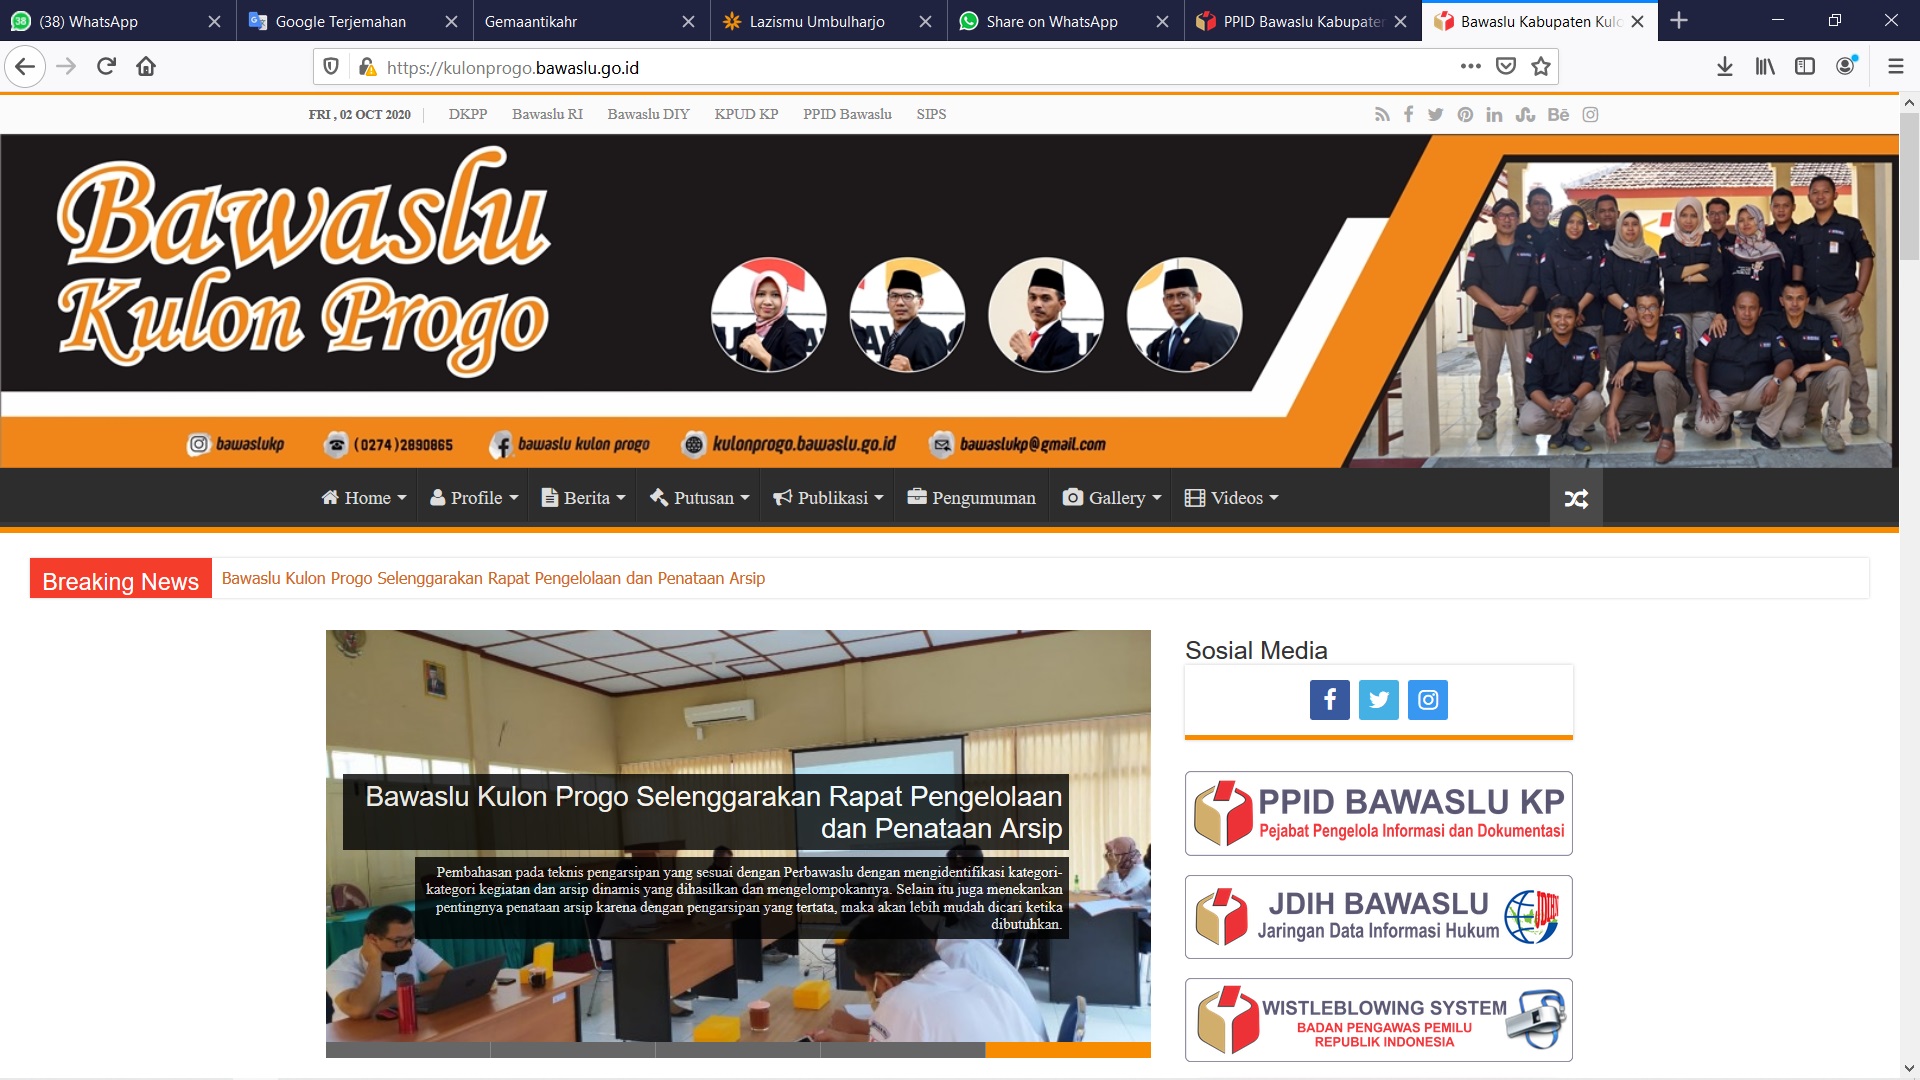 (38) WhatsApp
Google Terjemahan
Gemaantikahr
Lazismu Umbulharjo
Share on WhatsApp
PPID Bawaslu Kabupaten
Bawaslu Kabupaten Kulo
https://kulonprogo.bawaslu.go.id
FRI , 02 OCT 2020
DKPP
Bawaslu RI
Bawaslu DIY
KPUD KP
PPID Bawaslu
SIPS
Bawaslu
Kulon Progo
bawaslukp
(0274)2890865
bawaslu kulon progo
kulonprogo.bawaslu.go.id
bawaslukp@gmail.com
Home
Profile
Berita
Putusan
Publikasi
Pengumuman
Gallery
Videos
Breaking News
Bawaslu Kulon Progo Selenggarakan Rapat Pengelolaan dan Penataan Arsip
Bawaslu Kulon Progo Selenggarakan Rapat Pengelolaan
dan Penataan Arsip
Pembahasan pada teknis pengarsipan yang sesuai dengan Perbawaslu dengan mengidentifikasi kategori-
kategori kegiatan dan arsip dinamis yang dihasilkan dan mengelompokannya. Selain itu juga menekankan
pentingnya penataan arsip karena dengan pengarsipan yang tertata, maka akan lebih mudah dicari ketika
dibutuhkan.
Sosial Media
PPID BAWASLU KP
Pejabat Pengelola Informasi dan Dokumentasi
JDIH BAWASLU
Jaringan Data Informasi Hukum
JDIHN
WISTLEBLOWING SYSTEM
BADAN PENGAWAS PEMILU
REPUBLIK INDONESIA